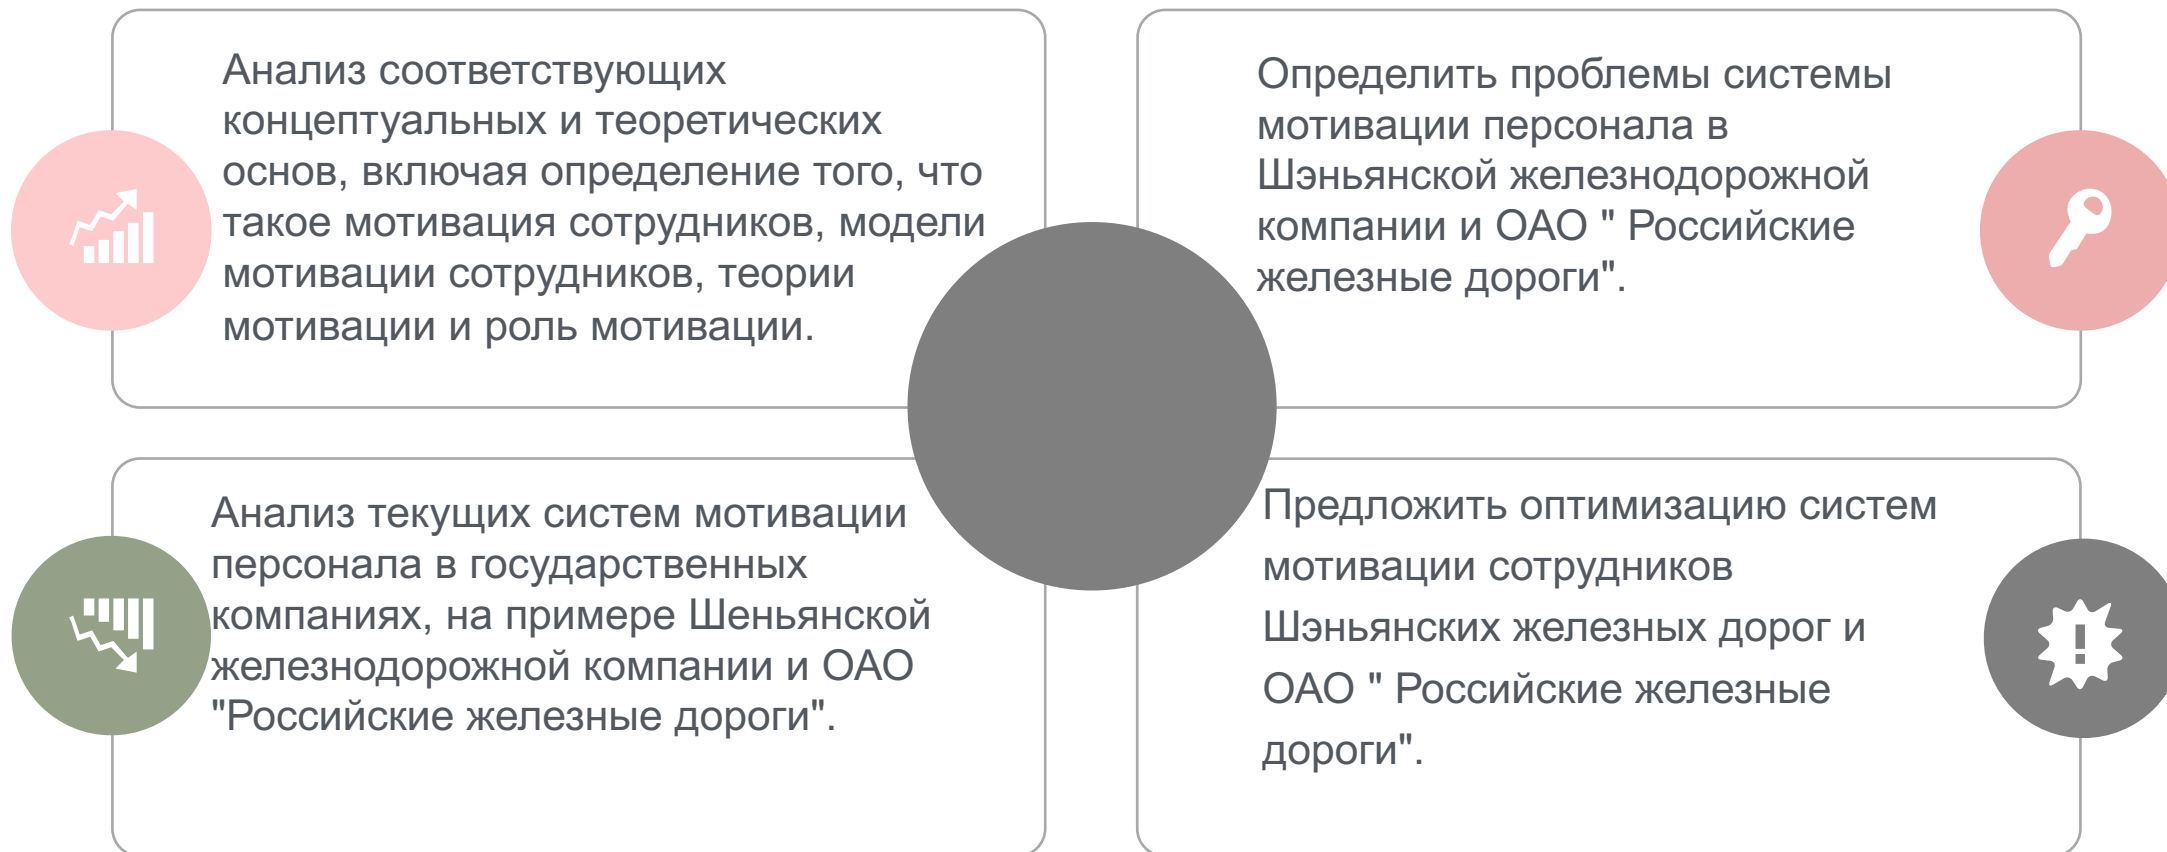 Анализ соответствующих
концептуальных и теоретических
основ, включая определение того, что
такое мотивация сотрудников, модели
мотивации сотрудников, теории
мотивации и роль мотивации.
Определить проблемы системы
мотивации персонала в
Шэньянской железнодорожной
компании и ОАО " Российские
железные дороги".
Анализ текущих систем мотивации
персонала в государственных
компаниях, на примере Шеньянской
железнодорожной компании и ОАО
"Российские железные дороги".
Предложить оптимизацию систем
мотивации сотрудников
Шэньянских железных дорог и
ОАО " Российские железные
дороги".